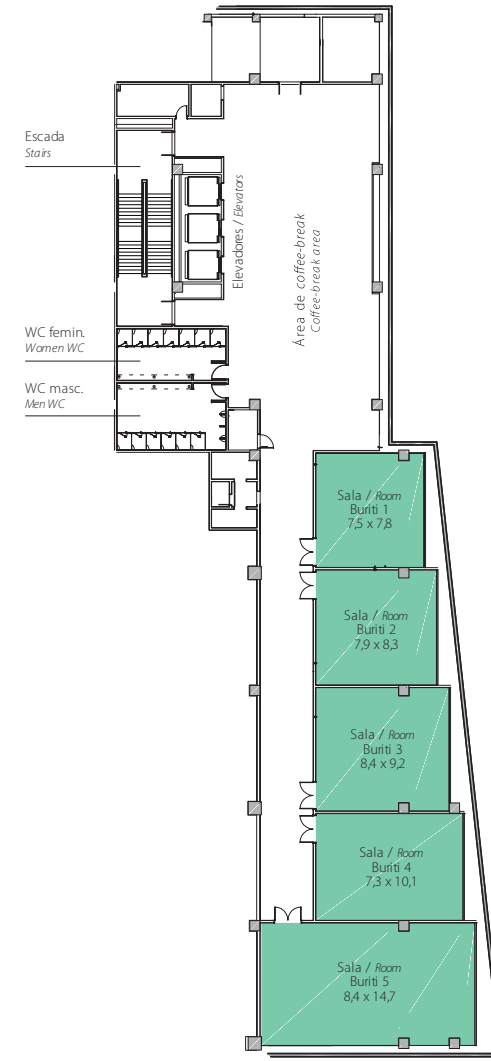 Escada
Stairs
Elevadores / Elevators
Área de coffee-break
Coffee-break area
WC femin.
Women WC
WC masc.
Men WC
Sala / Room
Buriti 1
7,5 x 7,8
Sala / Room
Buriti 2
7,9 x 8,3
Sala / Room
Buriti 3
8,4 x 9,2
Sala / Room
Buriti 4
7,3 x 10,1
Sala / Room
Buriti 5
8,4 x 14,7